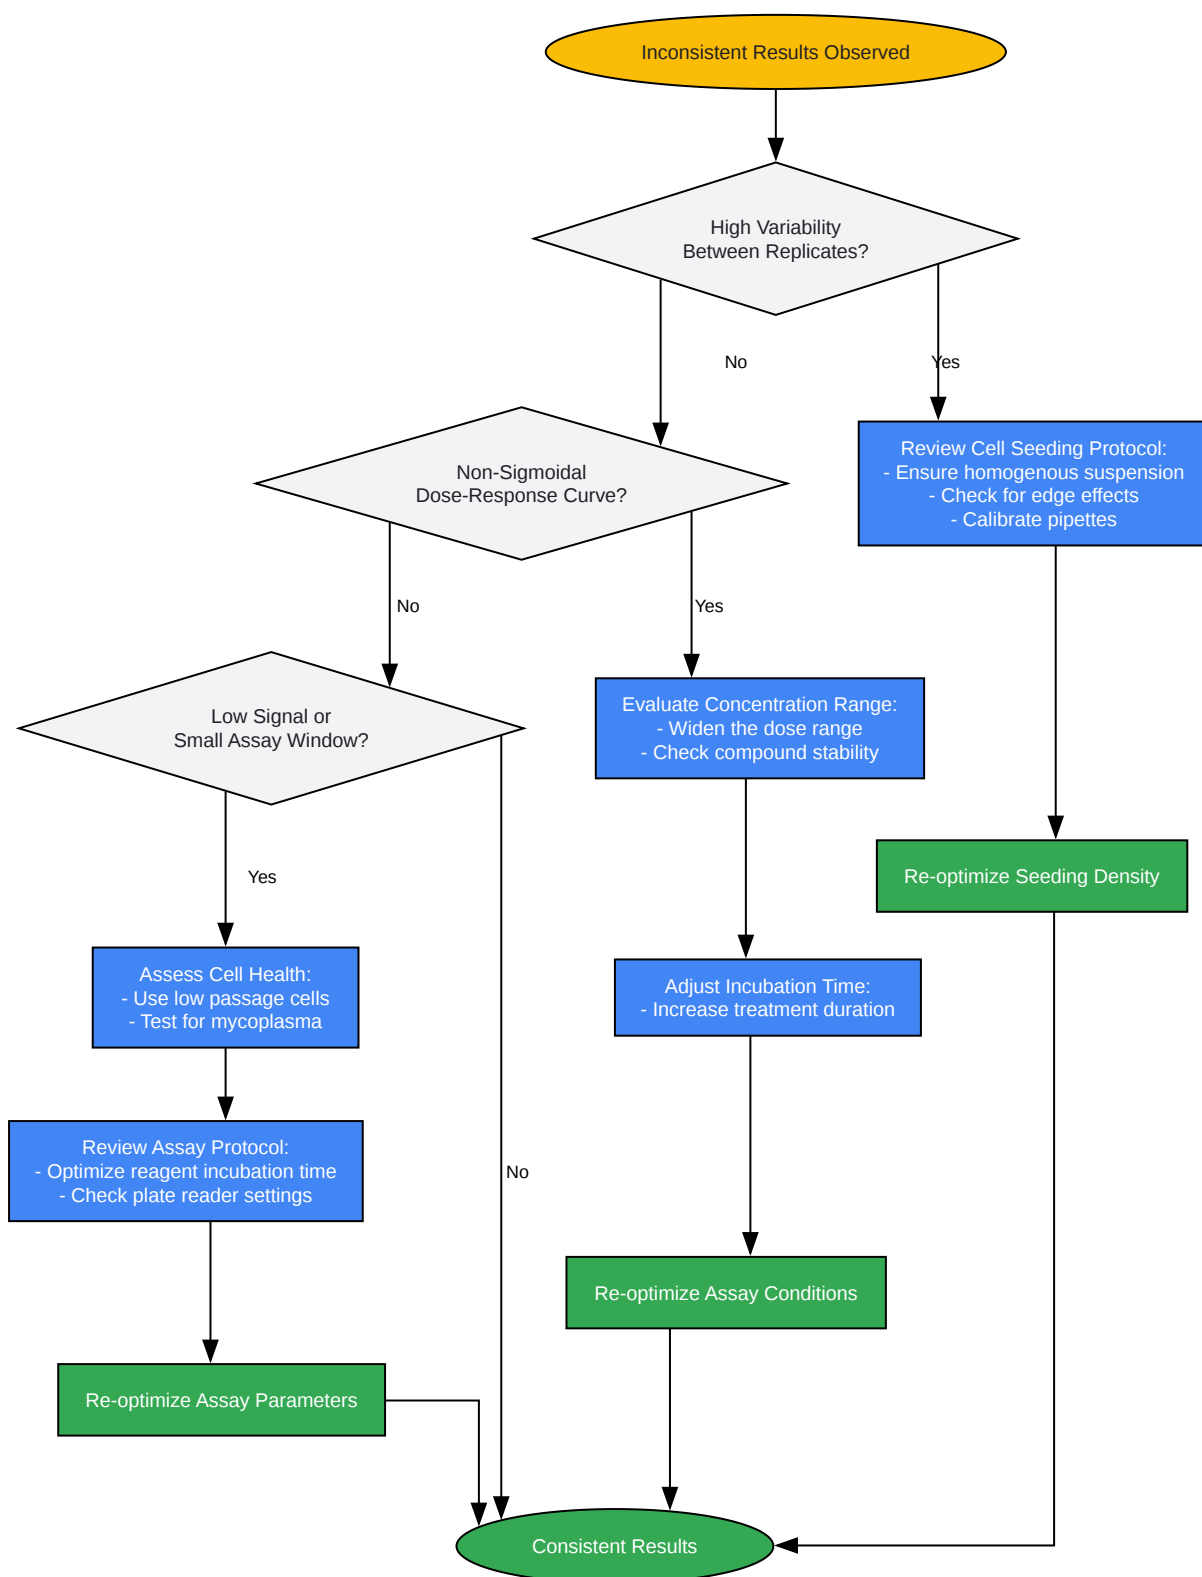 Inconsistent Results Observed
High Variability
Between Replicates?
No
Yes
Non-Sigmoidal
Dose-Response Curve?
Review Cell Seeding Protocol:
- Ensure homogenous suspension
- Check for edge effects
- Calibrate pipettes
No
Yes
Low Signal or
Small Assay Window?
Evaluate Concentration Range:
- Widen the dose range
- Check compound stability
Yes
Re-optimize Seeding Density
Assess Cell Health:
- Use low passage cells
- Test for mycoplasma
Adjust Incubation Time:
- Increase treatment duration
Review Assay Protocol:
- Optimize reagent incubation time
- Check plate reader settings
No
Re-optimize Assay Conditions
Re-optimize Assay Parameters
Consistent Results